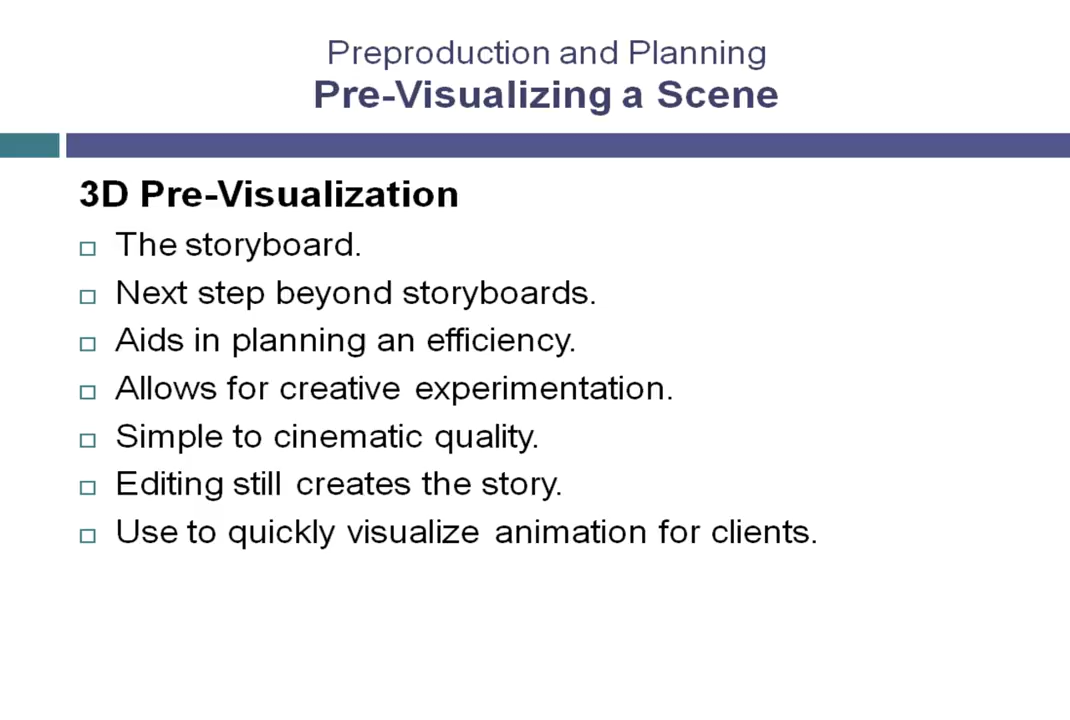 Preproduction and Planning
Pre-Visualizing a Scene
3D Pre-Visualization
The storyboard.
Next step beyond storyboards.
Aids in planning an efficiency.
Allows for creative experimentation.
Simple to cinematic quality.
Editing still creates the story.
Use to quickly visualize animation for clients.